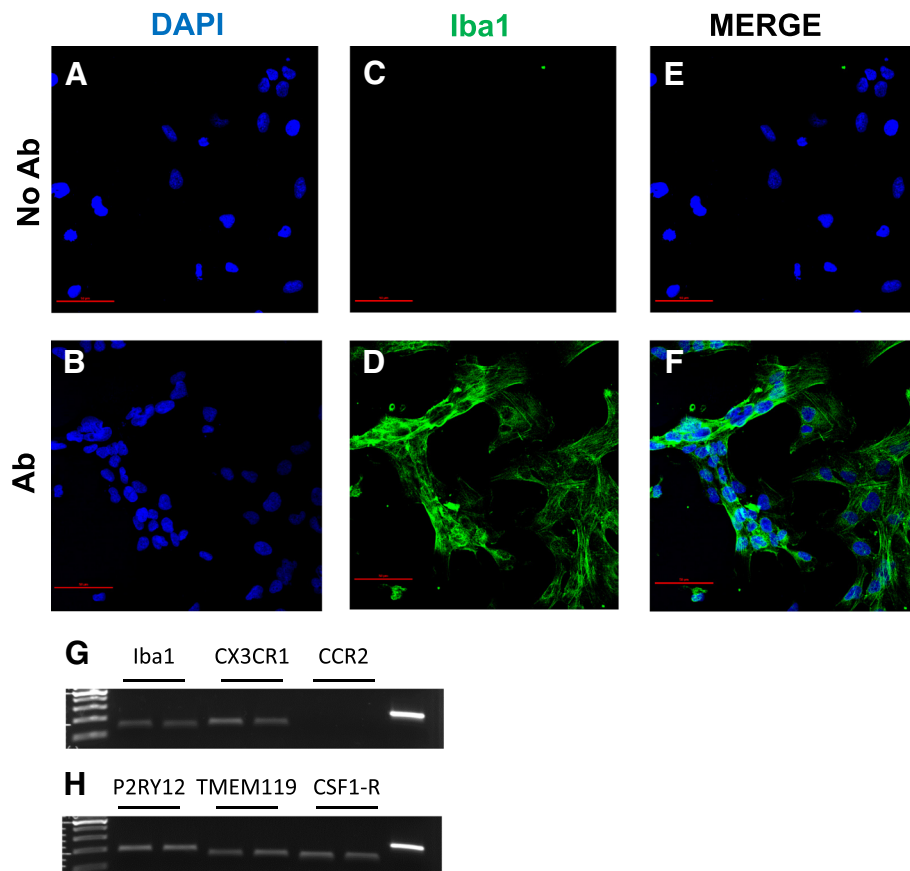 DAPI Iba1 MERGE
No Ab
A C E
Ab
B D F
G
Iba1 CX3CR1 CCR2
H
P2RY12 TMEM119 CSF1-R